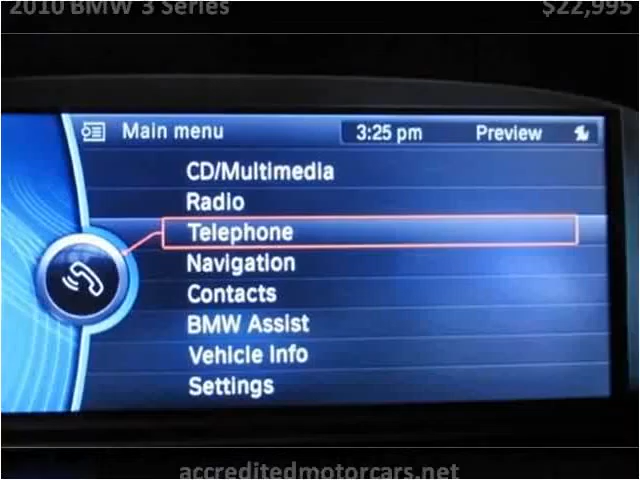 2010 BMW 3 Series $22,995
Main menu 3:25 pm Preview
CD/Multimedia
Radio
Telephone
Navigation
Contacts
BMW Assist
Vehicle Info
Settings
accreditedmotorcars.net